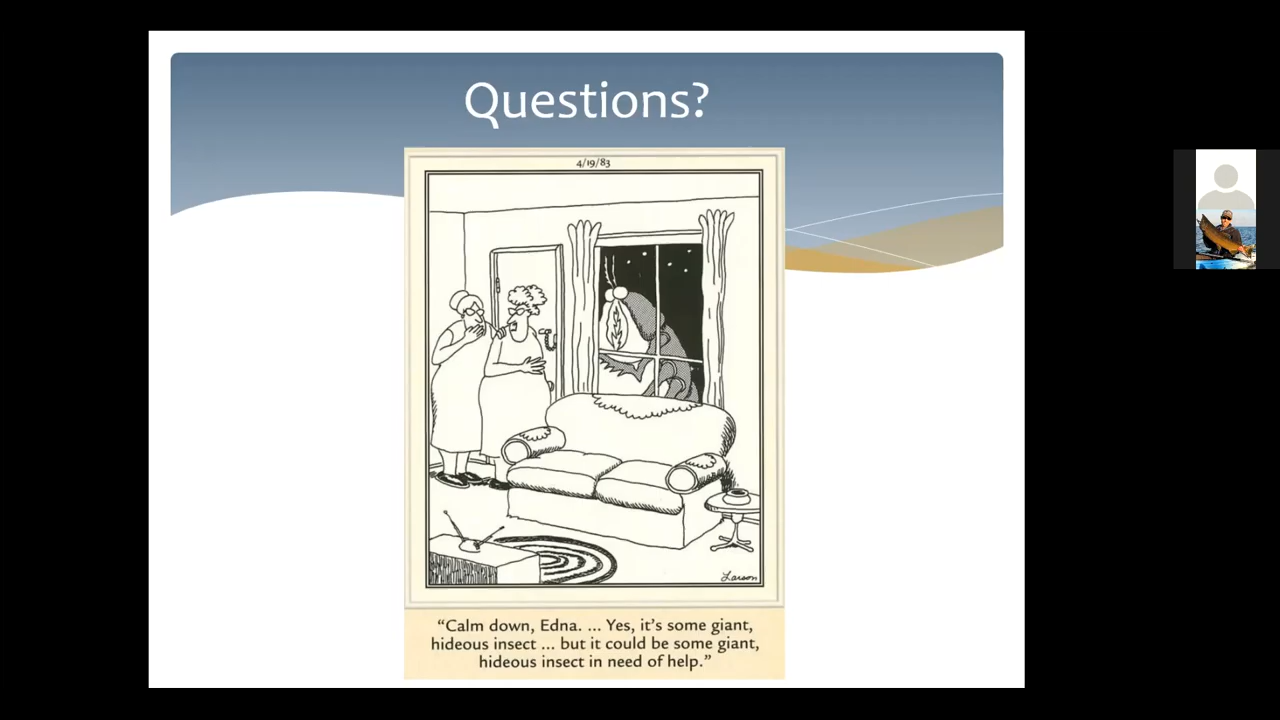 Questions?
4/19/83
Larson
“Calm down, Edna. ... Yes, it’s some giant,
hideous insect ... but it could be some giant,
hideous insect in need of help.”